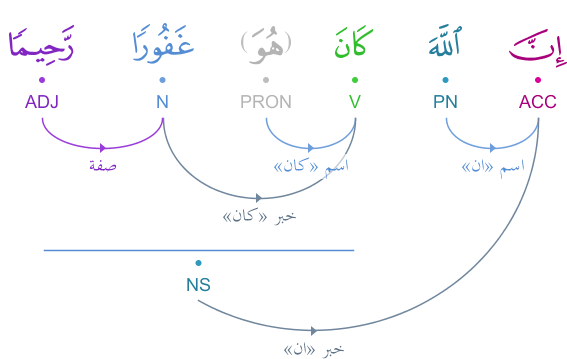 إِنَّ ٱللَّهَ كَانَ (هُوَ) غَفُورًا رَّحِيمًا
ACC PN V PRON N ADJ
اسم «ان» اسم «كان» صفة
خبر «كان»
NS
خبر «ان»